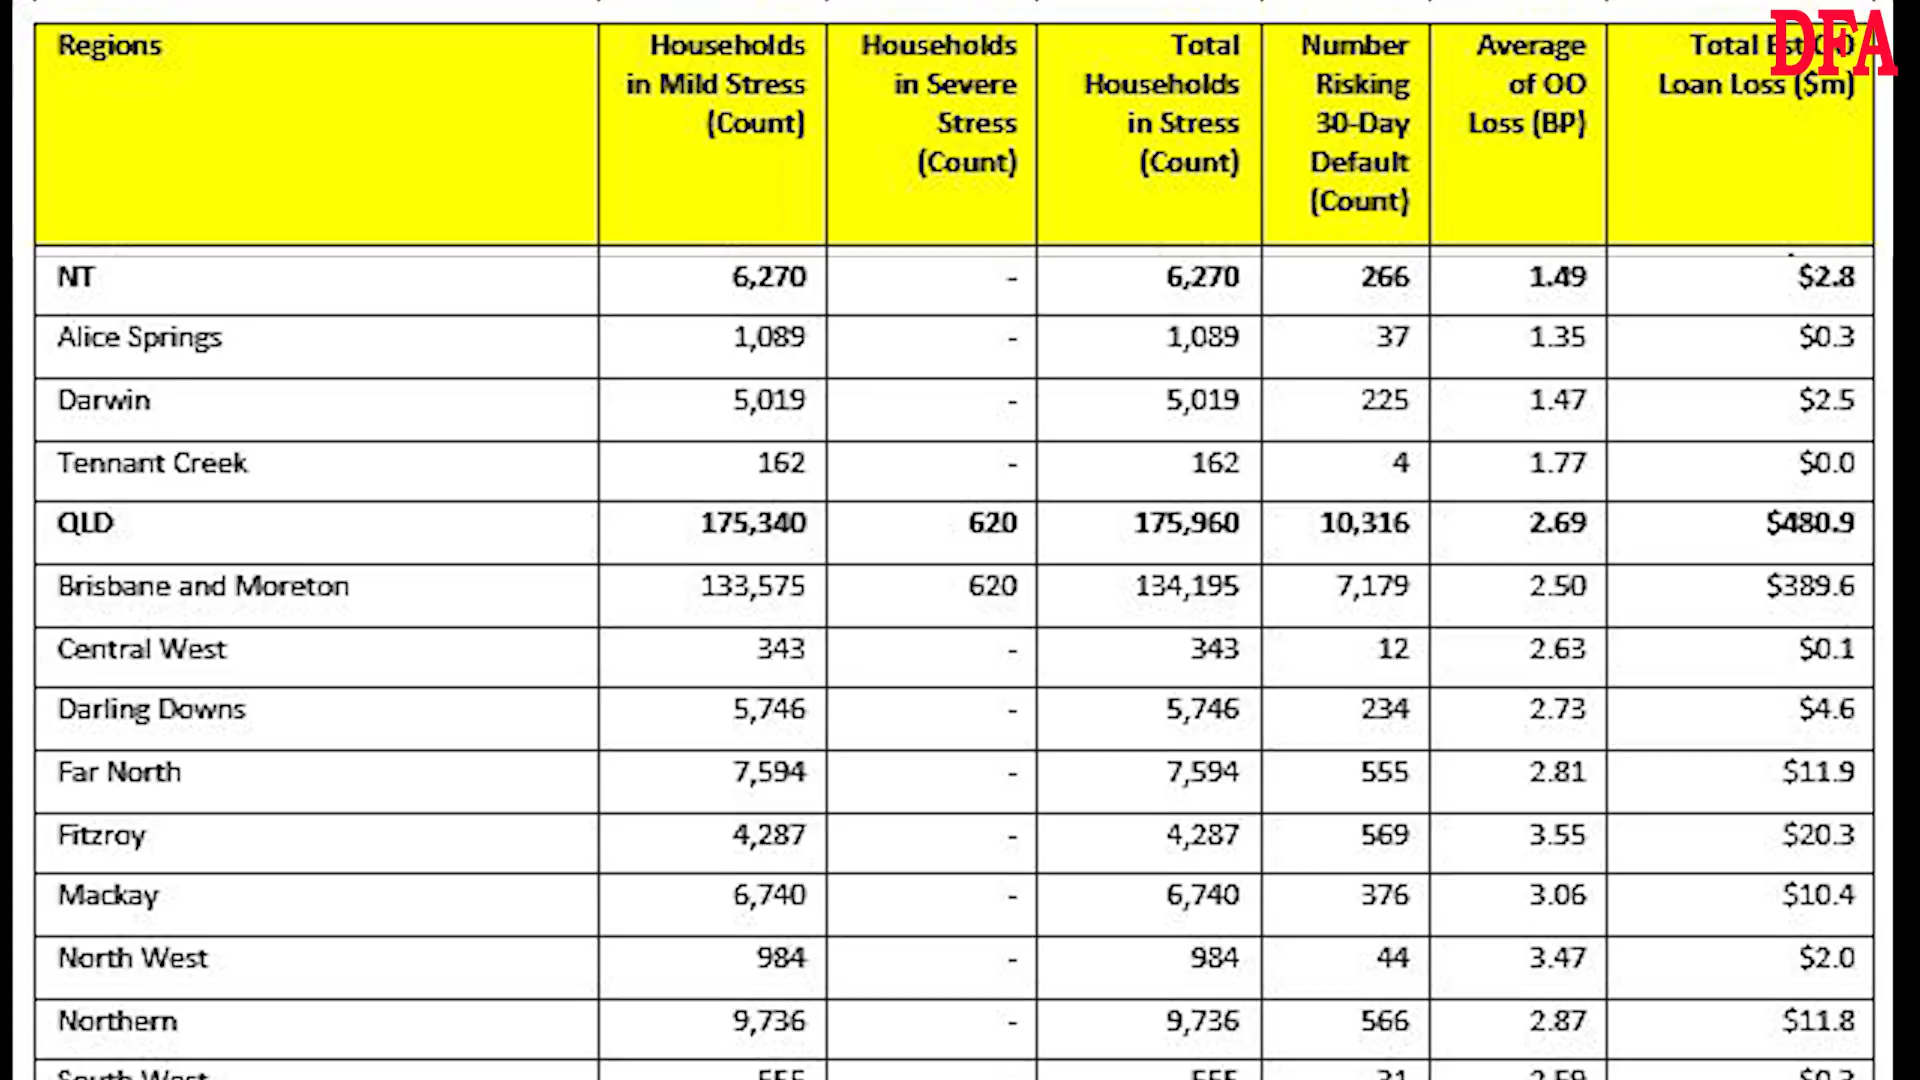 DFA
Regions Households in Mild Stress (Count) Households in Severe Stress (Count) Total Households in Stress (Count) Number Risking 30-Day Default (Count) Average of OO Loss (BP) Total Est OO Loan Loss ($m)
NT 6,270 - 6,270 266 1.49 $2.8
Alice Springs 1,089 - 1,089 37 1.35 $0.3
Darwin 5,019 - 5,019 225 1.47 $2.5
Tennant Creek 162 - 162 4 1.77 $0.0
QLD 175,340 620 175,960 10,316 2.69 $480.9
Brisbane and Moreton 133,575 620 134,195 7,179 2.50 $389.6
Central West 343 - 343 12 2.63 $0.1
Darling Downs 5,746 - 5,746 234 2.73 $4.6
Far North 7,594 - 7,594 555 2.81 $11.9
Fitzroy 4,287 - 4,287 569 3.55 $20.3
Mackay 6,740 - 6,740 376 3.06 $10.4
North West 984 - 984 44 3.47 $2.0
Northern 9,736 - 9,736 566 2.87 $11.8
South West